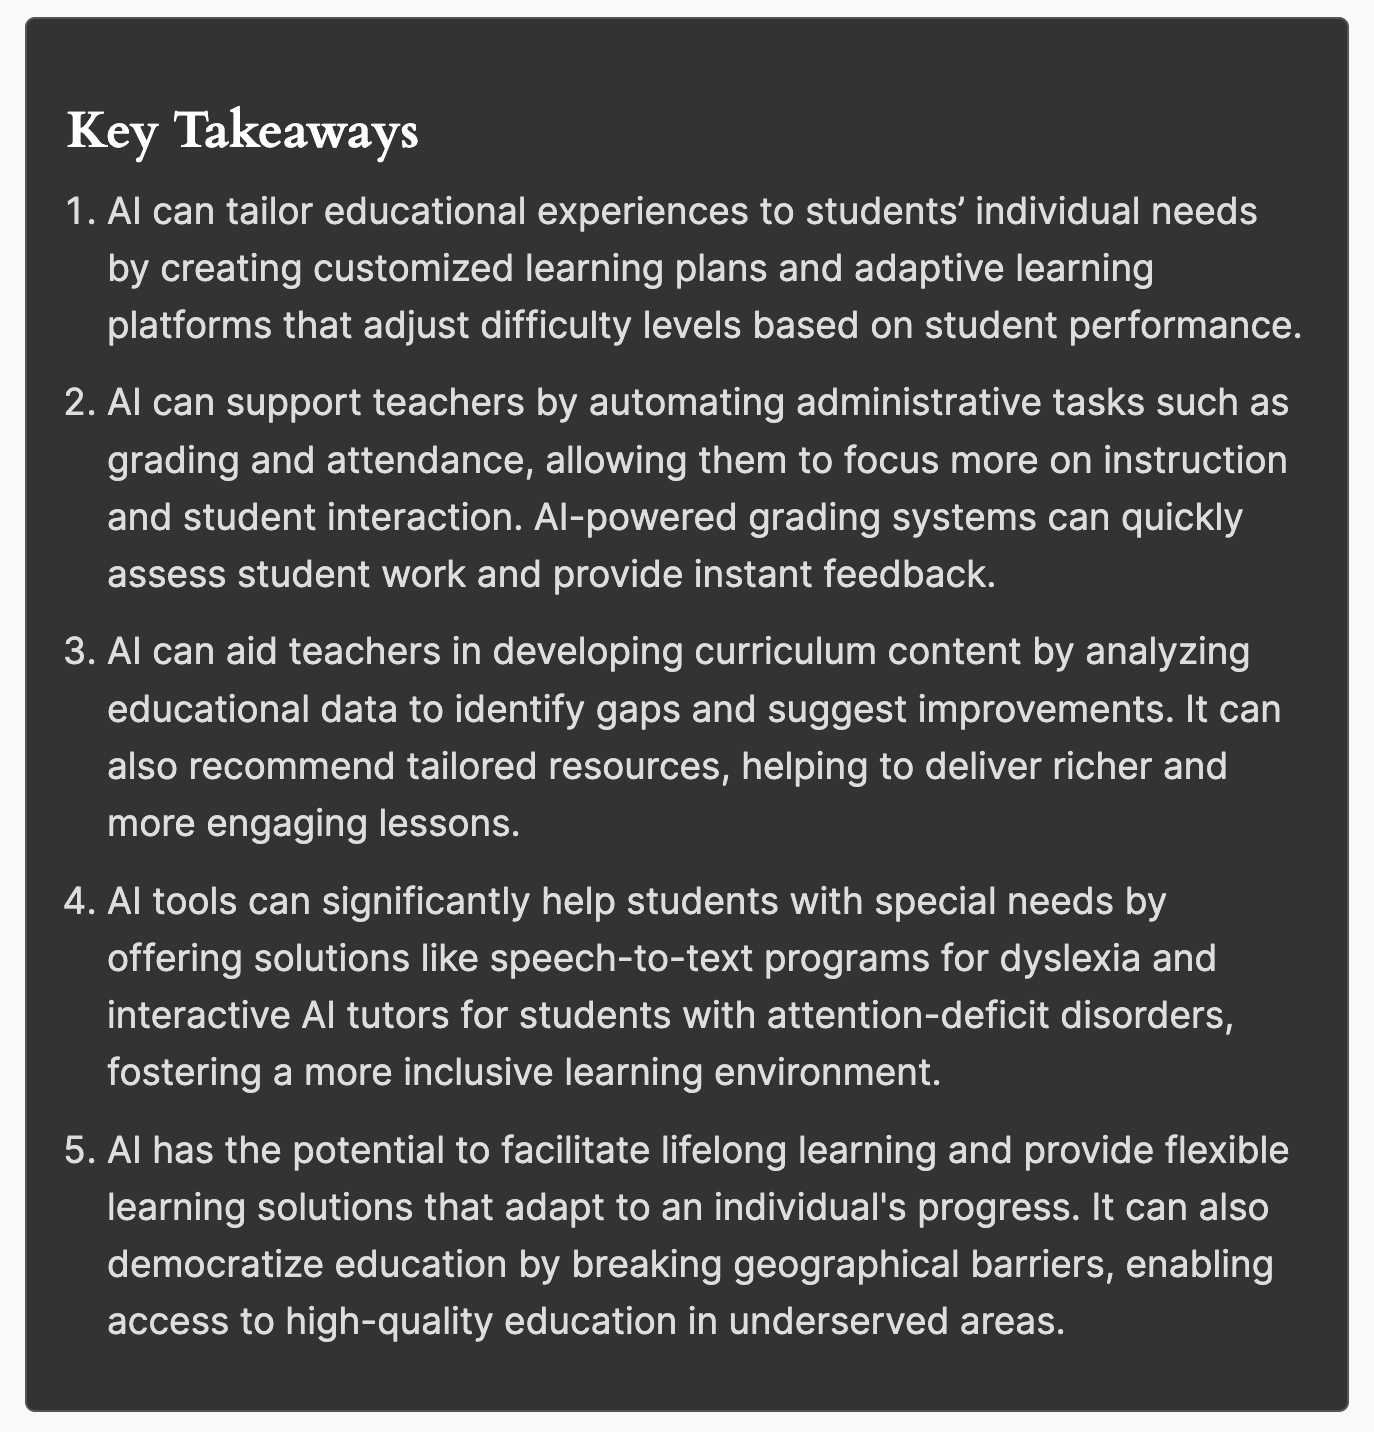 Key Takeaways
1. AI can tailor educational experiences to students’ individual needs
by creating customized learning plans and adaptive learning
platforms that adjust difficulty levels based on student performance.
2. AI can support teachers by automating administrative tasks such as
grading and attendance, allowing them to focus more on instruction
and student interaction. AI-powered grading systems can quickly
assess student work and provide instant feedback.
3. AI can aid teachers in developing curriculum content by analyzing
educational data to identify gaps and suggest improvements. It can
also recommend tailored resources, helping to deliver richer and
more engaging lessons.
4. AI tools can significantly help students with special needs by
offering solutions like speech-to-text programs for dyslexia and
interactive AI tutors for students with attention-deficit disorders,
fostering a more inclusive learning environment.
5. AI has the potential to facilitate lifelong learning and provide flexible
learning solutions that adapt to an individual's progress. It can also
democratize education by breaking geographical barriers, enabling
access to high-quality education in underserved areas.